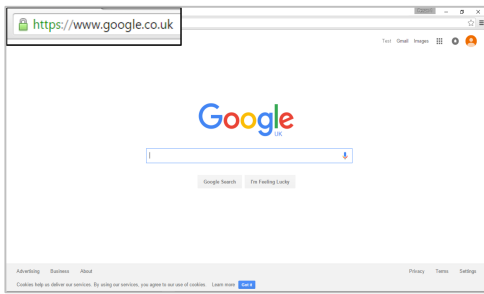 https://www.google.co.uk
Text Gmail Images
Google
UK
Google Search I'm Feeling Lucky
Advertising Business About Privacy Terms Settings
Cookies help us deliver our services. By using our services, you agree to our use of cookies. Learn more Got it